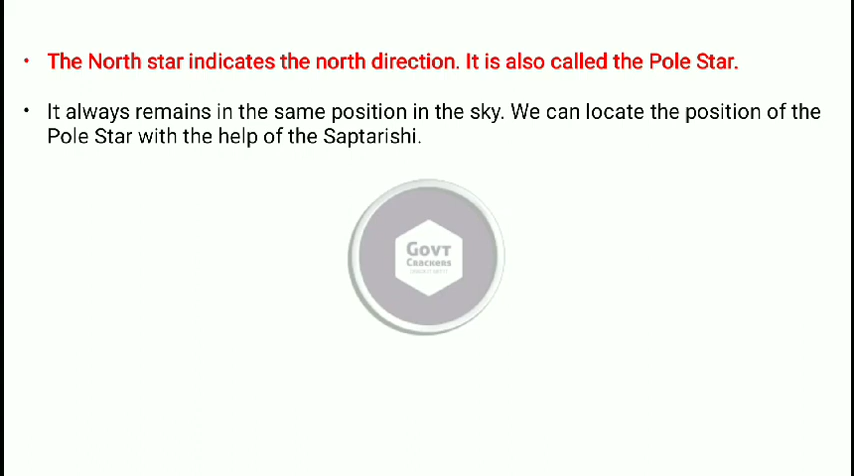 • The North star indicates the north direction. It is also called the Pole Star.
• It always remains in the same position in the sky. We can locate the position of the
Pole Star with the help of the Saptarishi.
GOVT
CRACKERS